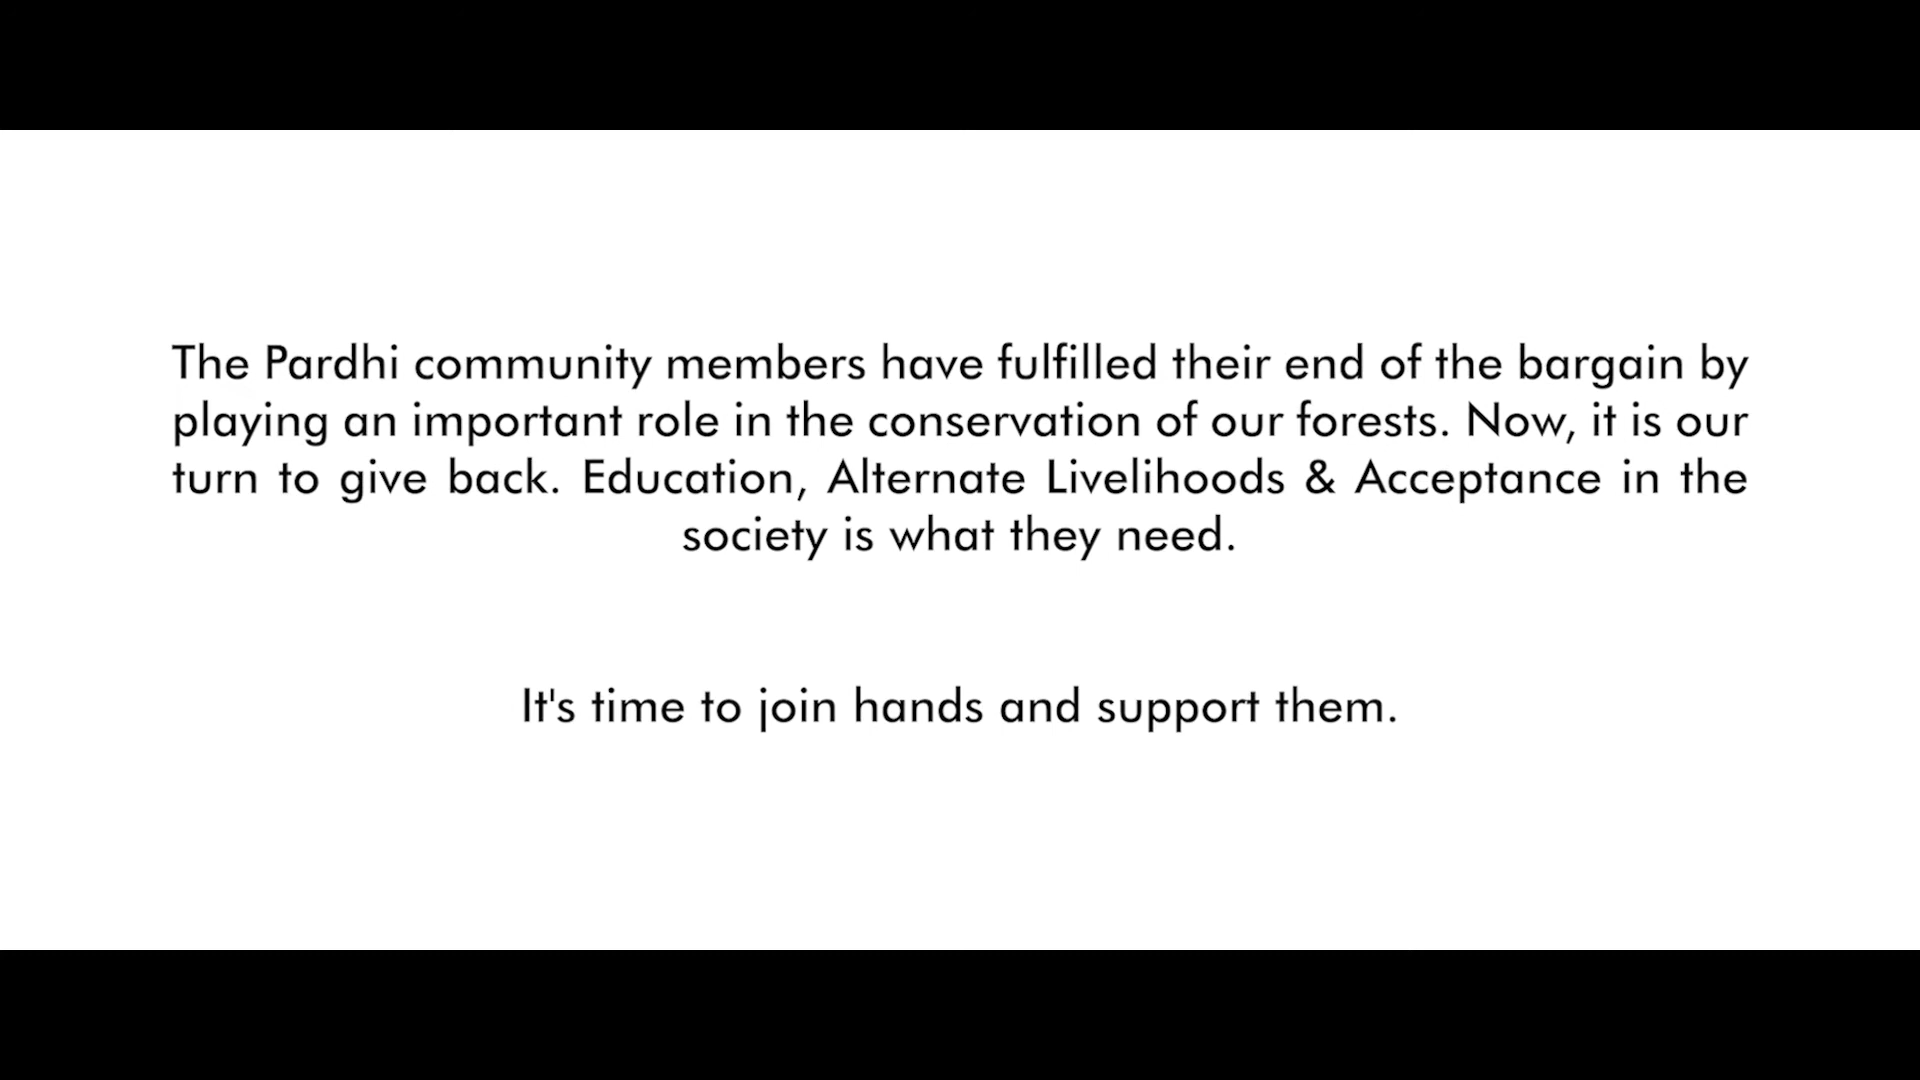 The Pardhi community members have fulfilled their end of the bargain by
playing an important role in the conservation of our forests. Now, it is our
turn to give back. Education, Alternate Livelihoods & Acceptance in the
society is what they need.
It's time to join hands and support them.